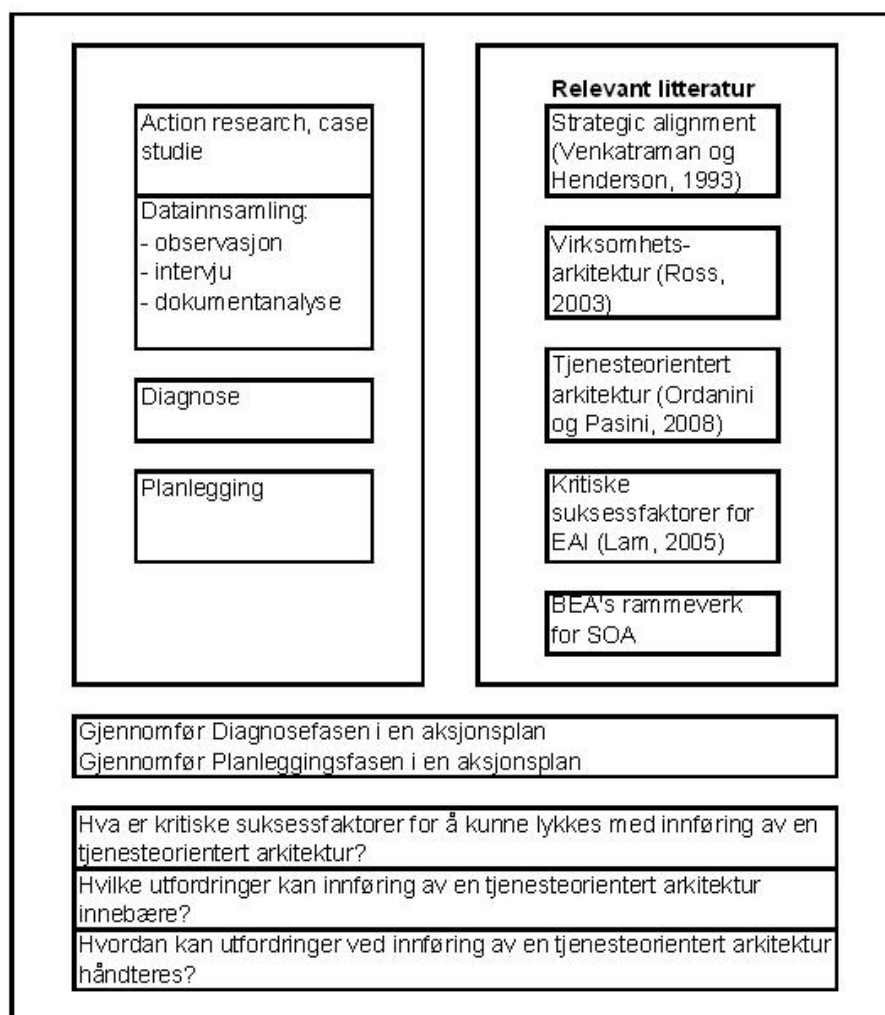 Action research, case
studie
Datainnsamling:
- observasjon
- intervju
- dokumentanalyse
Diagnose
Planlegging
Relevant litteratur
Strategic alignment
(Venkatraman og
Henderson, 1993)
Virksomhets-
arkitektur (Ross,
2003)
Tjenesteorientert
arkitektur (Ordanini
og Pasini, 2008)
Kritiske
suksessfaktorer for
EAI (Lam, 2005)
BEA's rammeverk
for SOA
Gjennomfør Diagnosefasen i en aksjonsplan
Gjennomfør Planleggingsfasen i en aksjonsplan
Hva er kritiske suksessfaktorer for å kunne lykkes med innføring av en
tjenesteorientert arkitektur?
Hvilke utfordringer kan innføring av en tjenesteorientert arkitektur
innebære?
Hvordan kan utfordringer ved innføring av en tjenesteorientert arkitektur
håndteres?